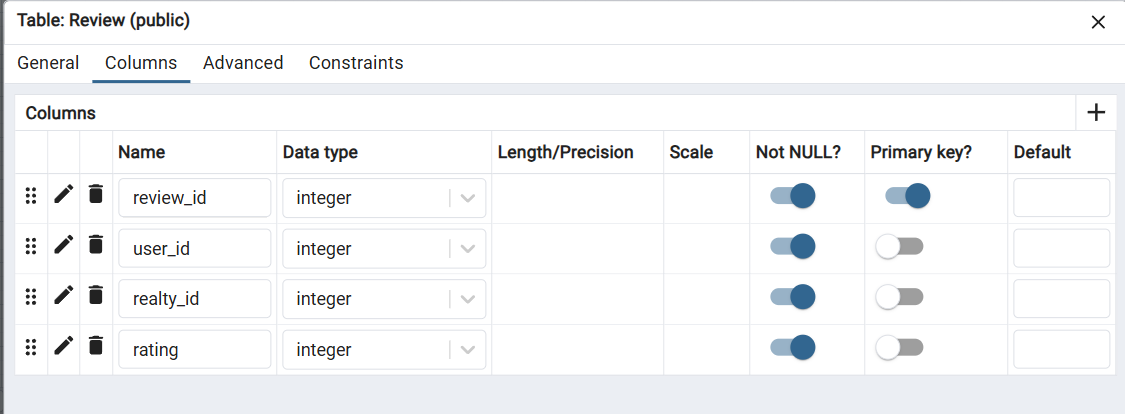 Table: Review (public)
General Columns Advanced Constraints
Columns
Name Data type Length/Precision Scale Not NULL? Primary key? Default
review_id integer
user_id integer
realty_id integer
rating integer